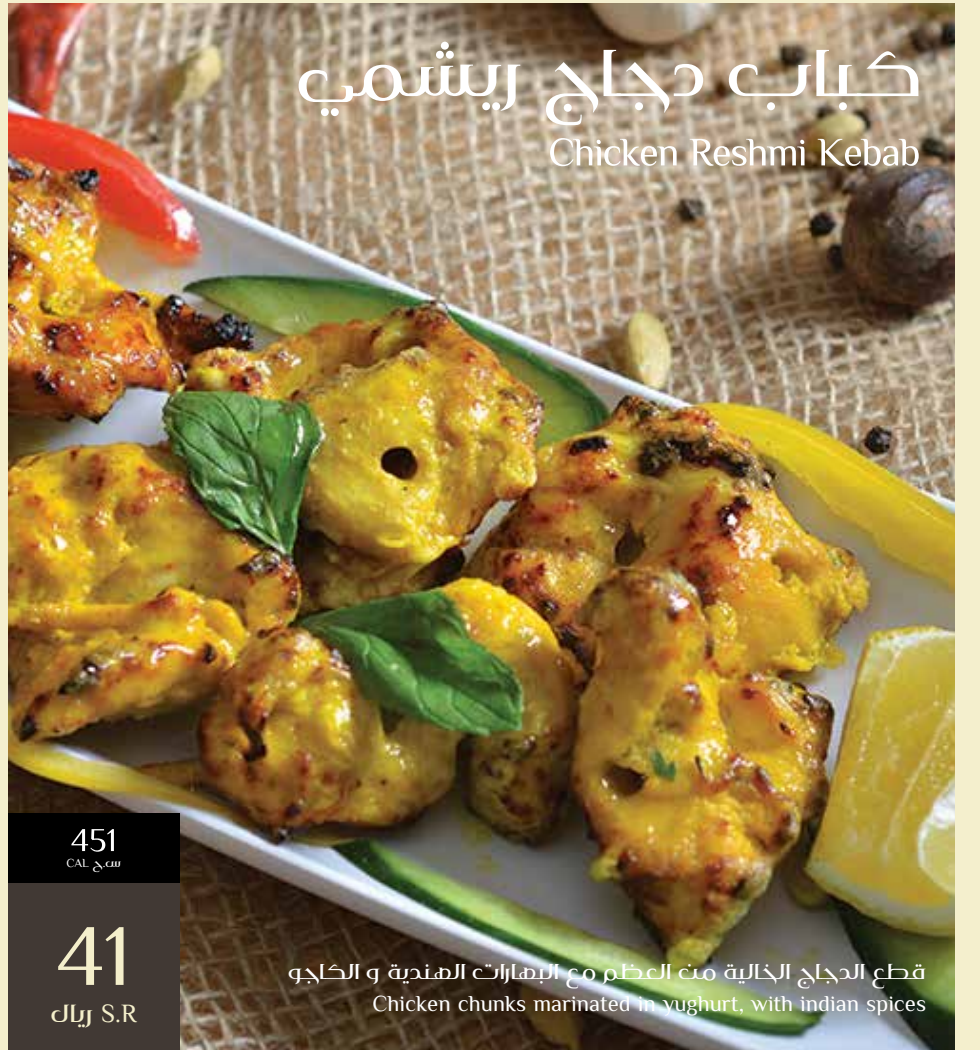 كباب دجاج ريشمي
Chicken Reshmi Kebab
451
CAL س.ح
41
ريال S.R
قطع الدجاج الخالية من العظم مع البهارات الهندية و الكاجو
Chicken chunks marinated in yughurt, with indian spices